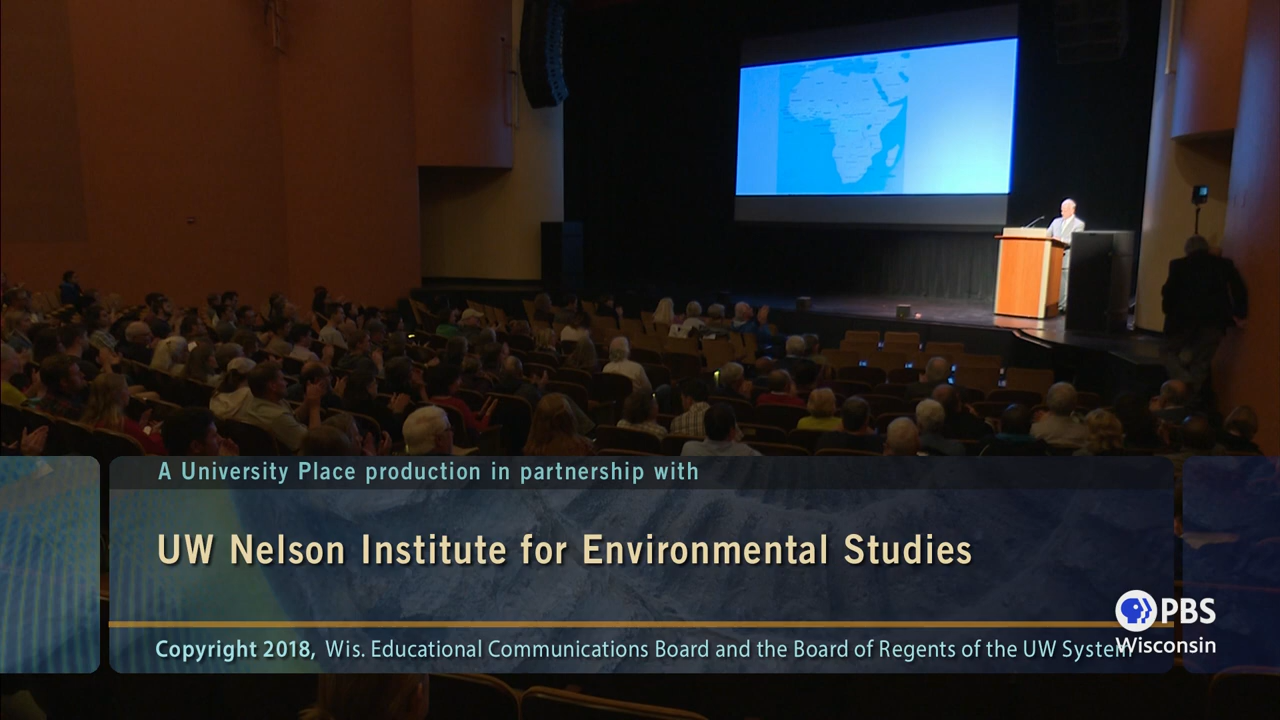 A University Place production in partnership with
UW Nelson Institute for Environmental Studies
Copyright 2018, Wis. Educational Communications Board and the Board of Regents of the UW System
PBS
Wisconsin